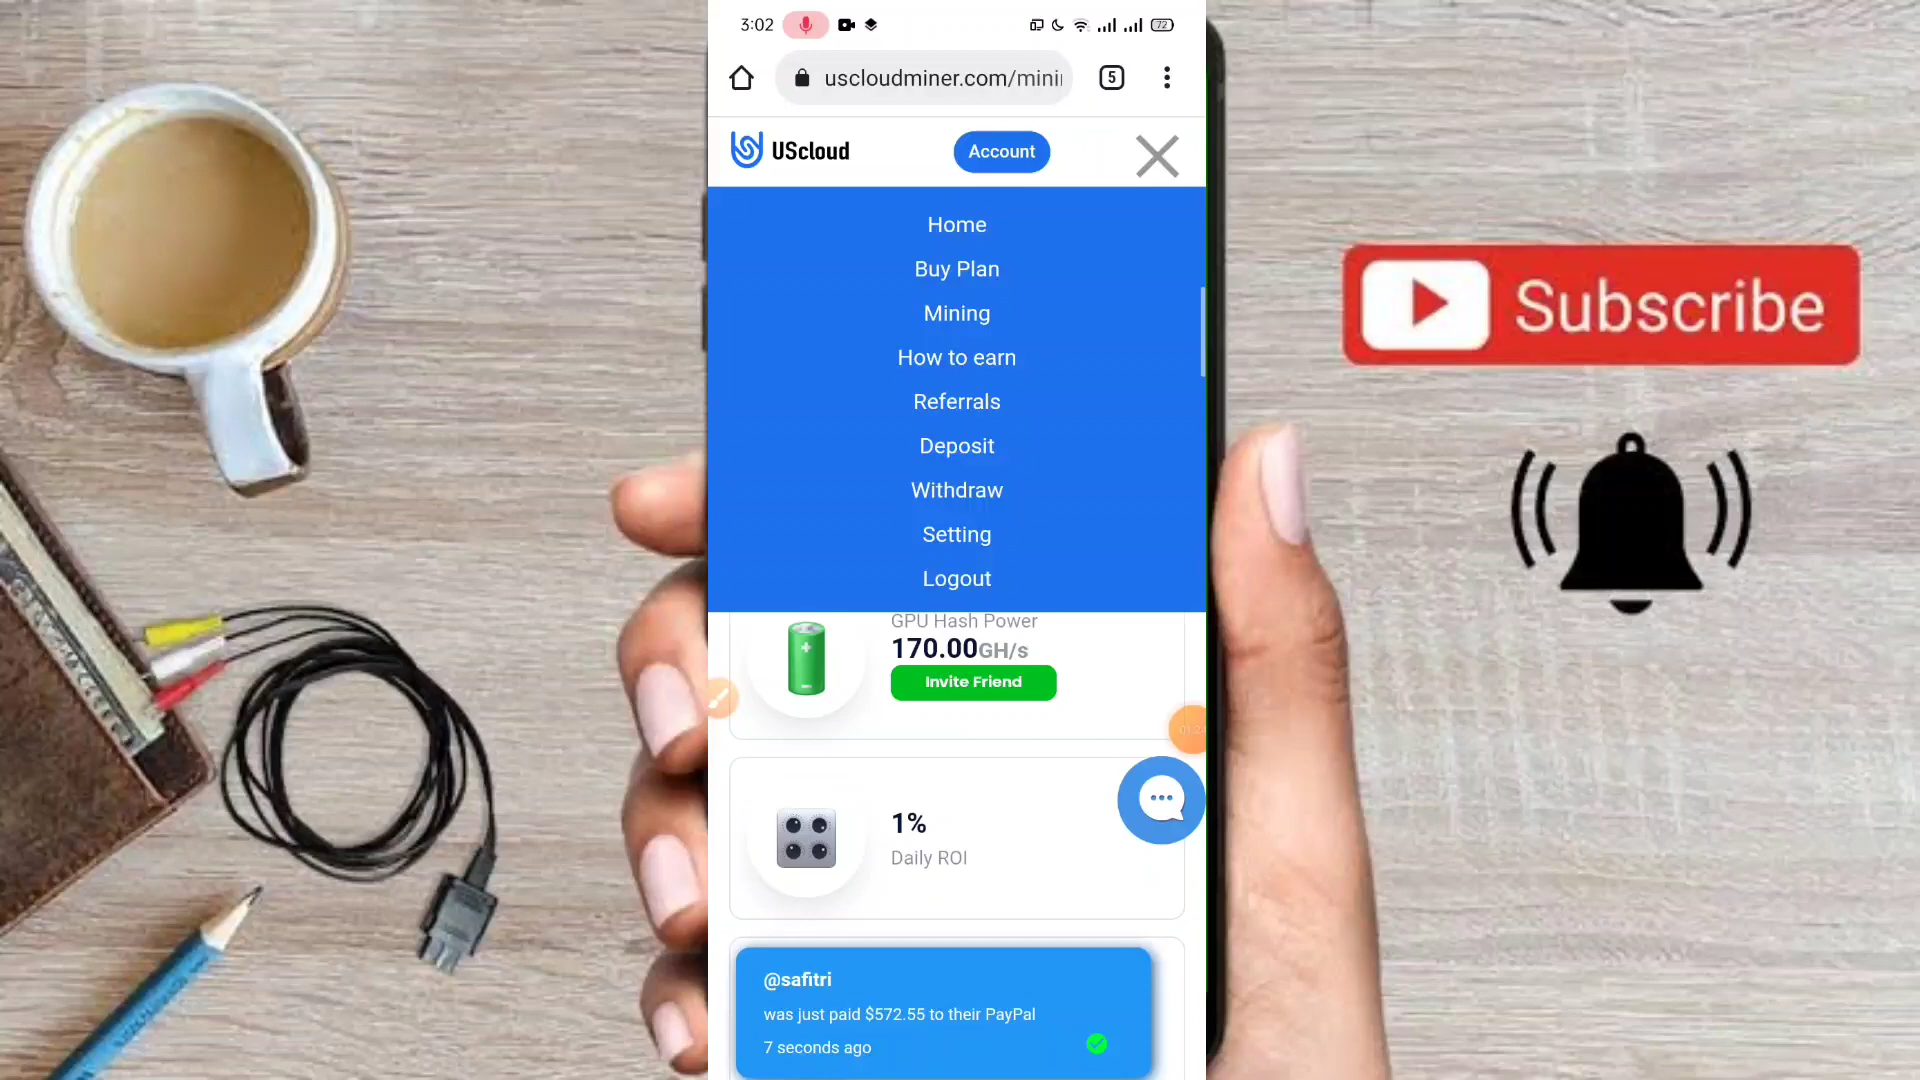 3:02
72
uscloudminer.com/mini
5
UScloud
Account
Home
Buy Plan
Mining
How to earn
Referrals
Deposit
Withdraw
Setting
Logout
GPU Hash Power
170.00GH/s
Invite Friend
1%
Daily ROI
@safitri
was just paid $572.55 to their PayPal
7 seconds ago
Subscribe